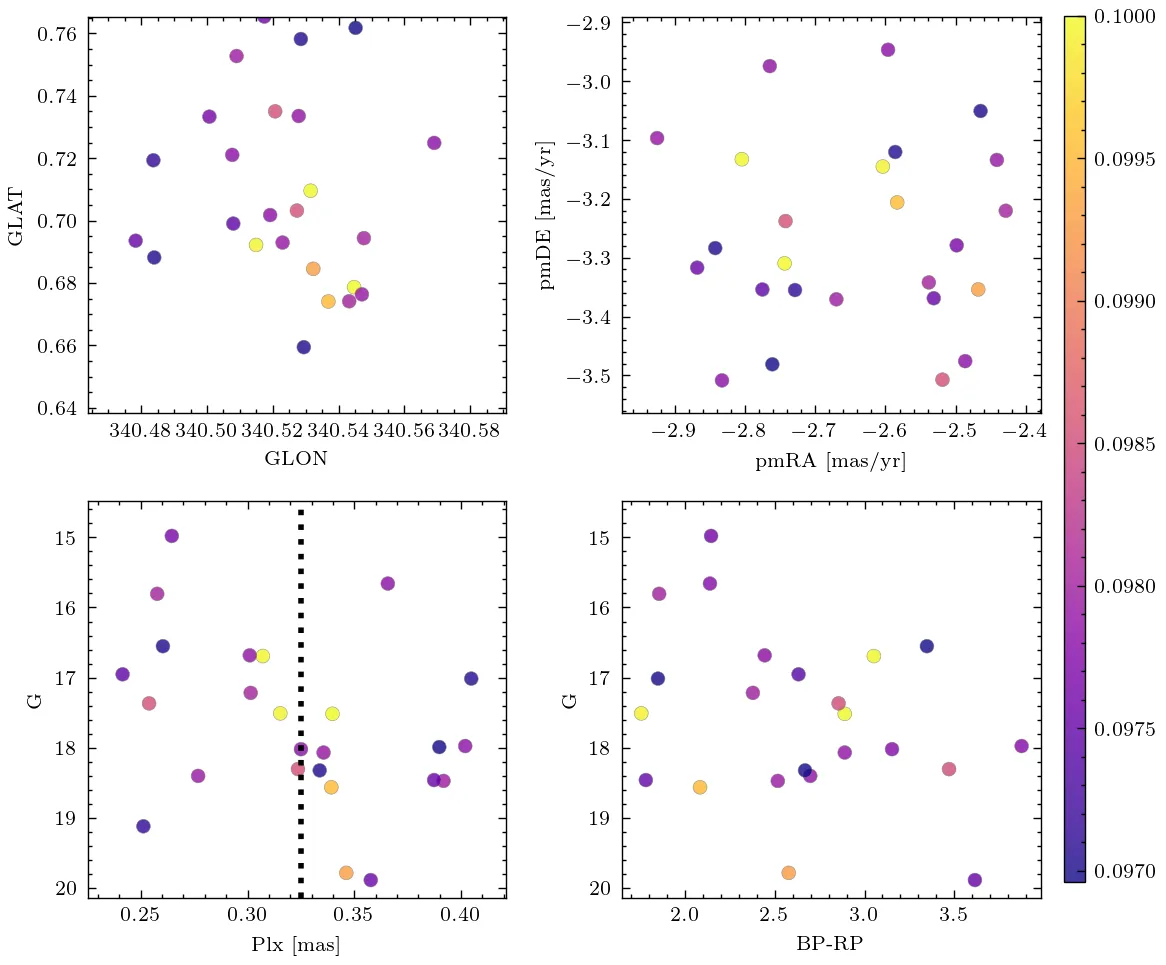 0.76
0.74
0.72
0.70
0.68
0.66
0.64
GLAT
340.48 340.50 340.52 340.54 340.56 340.58
GLON
−2.9
−3.0
−3.1
−3.2
−3.3
−3.4
−3.5
pmDE [mas/yr]
−2.9 −2.8 −2.7 −2.6 −2.5 −2.4
pmRA [mas/yr]
0.1000
0.0995
0.0990
0.0985
0.0980
0.0975
0.0970
15
16
17
18
19
20
G
0.25 0.30 0.35 0.40
Plx [mas]
15
16
17
18
19
20
G
2.0 2.5 3.0 3.5
BP-RP